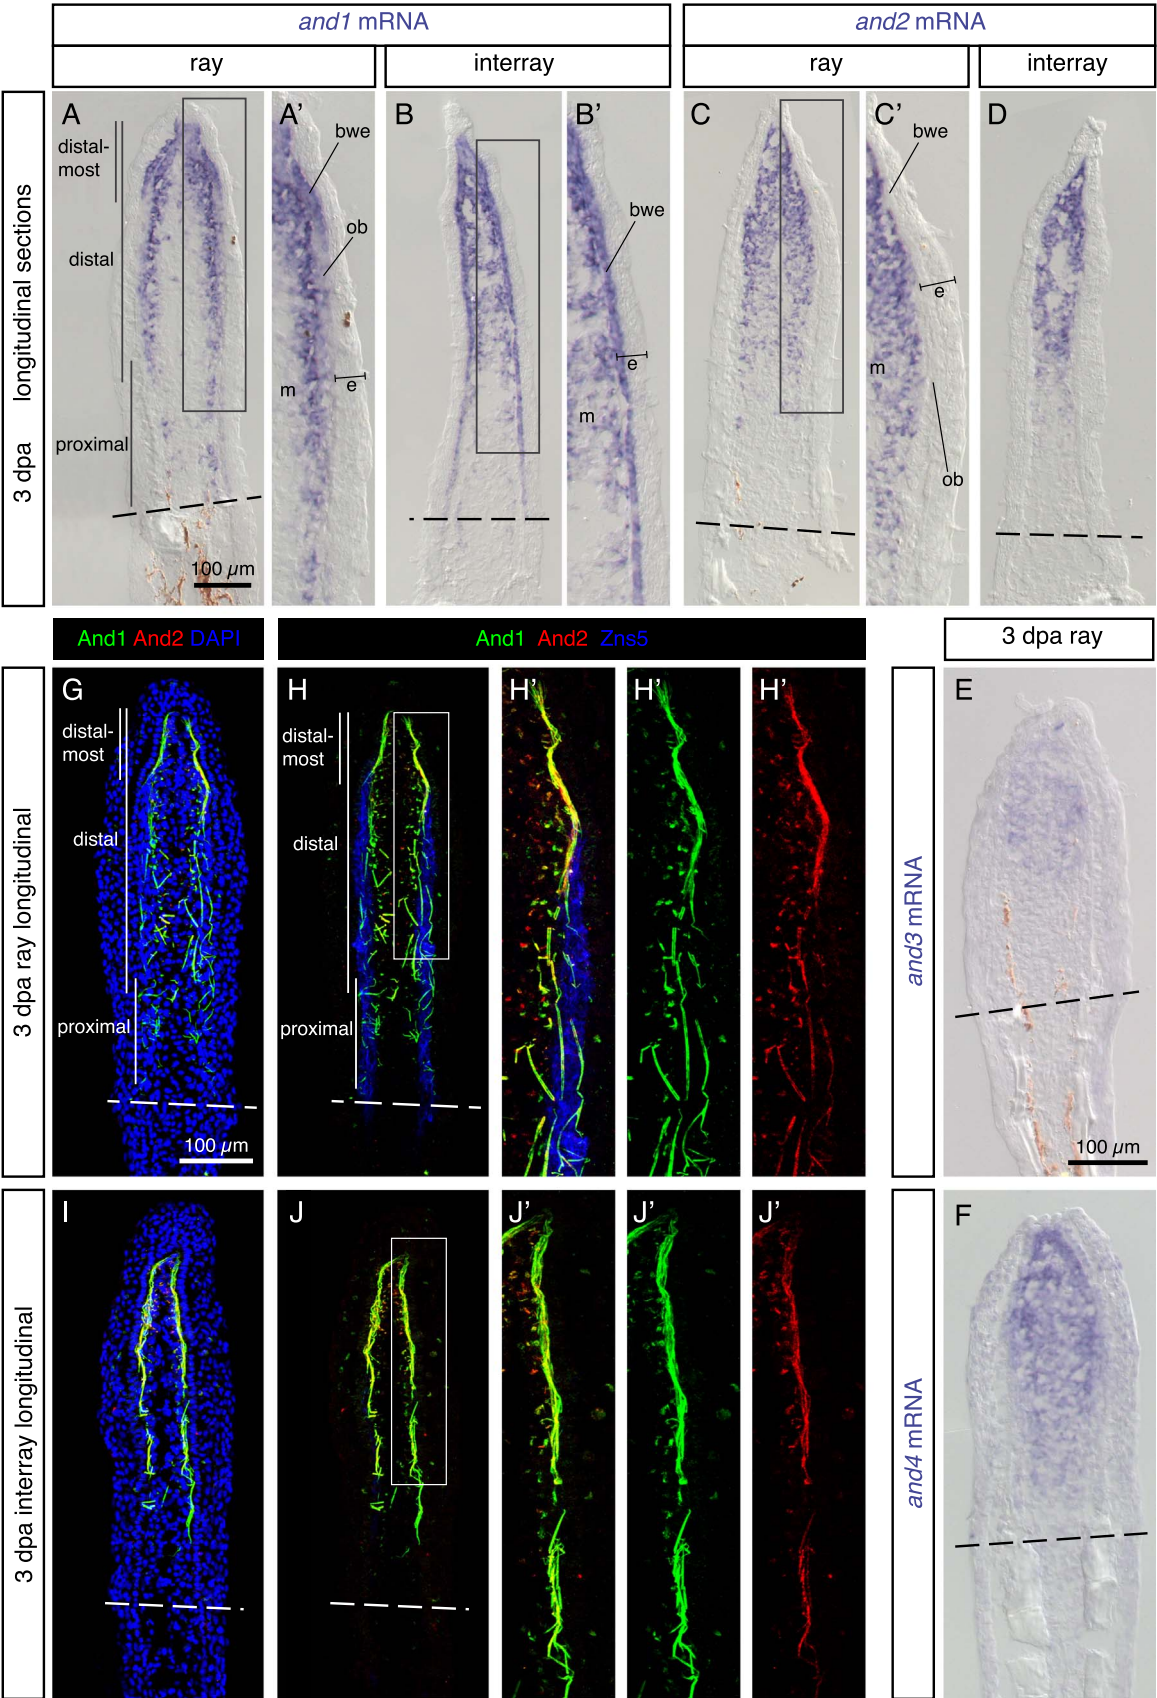 and1 mRNA
and2 mRNA
ray
interray
ray
interray
3 dpa longitudinal sections
A
distal-
most
distal
proximal
100 µm
A’
bwe
ob
m
e
B
B’
bwe
e
m
C
C’
bwe
e
m
ob
D
And1 And2 DAPI
And1 And2 Zns5
3 dpa ray
3 dpa ray longitudinal
G
distal-
most
distal
proximal
100 µm
H
distal-
most
distal
proximal
H’
H’
H’
and3 mRNA
E
100 µm
3 dpa interray longitudinal
I
J
J’
J’
J’
and4 mRNA
F